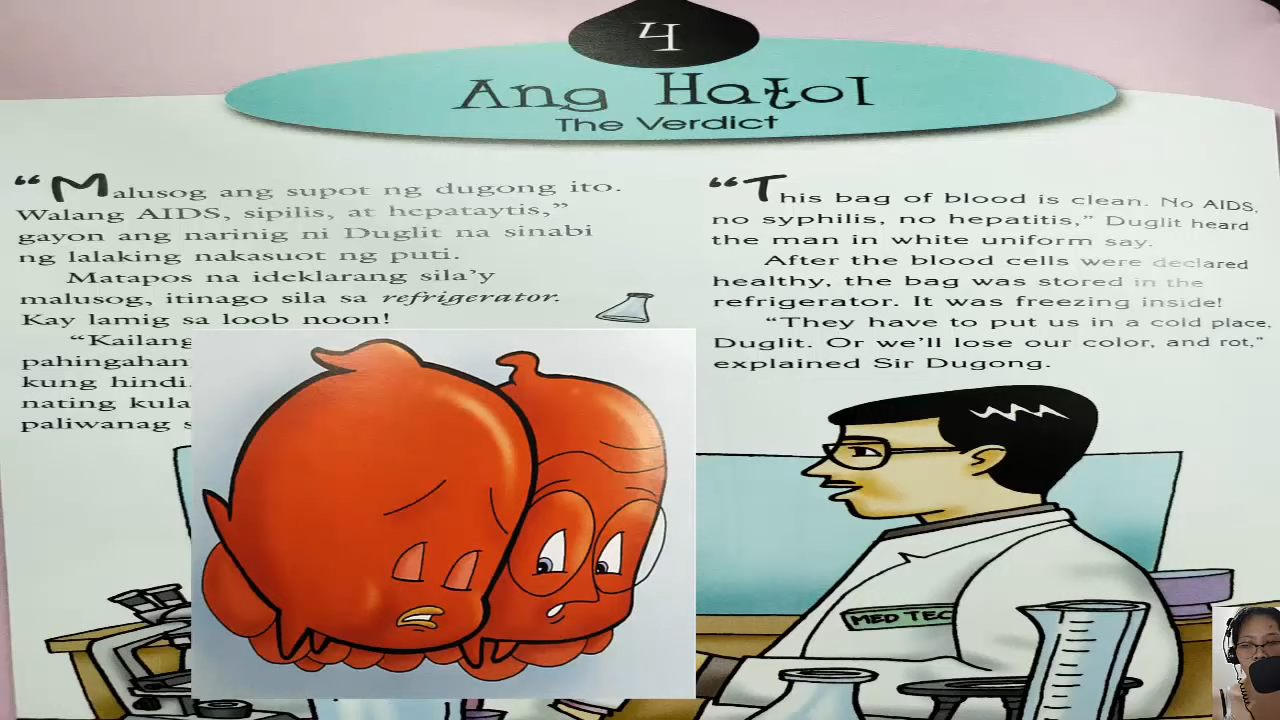 4
Ang Hatol
The Verdict
“Malusog ang supot ng dugong ito.
Walang AIDS, sipilis, at hepataytis,”
gayon ang narinig ni Duglit na sinabi
ng lalaking nakasuot ng puti.
Matapos na ideklarang sila’y
malusog, itinago sila sa refrigerator.
Kay lamig sa loob noon!
“Kailang
pahingahan
kung hindi
nating kula
paliwanag s
“This bag of blood is clean. No AIDS,
no syphilis, no hepatitis,” Duglit heard
the man in white uniform say.
After the blood cells were declared
healthy, the bag was stored in the
refrigerator. It was freezing inside!
“They have to put us in a cold place,
Duglit. Or we’ll lose our color, and rot,”
explained Sir Dugong.
MED TEC